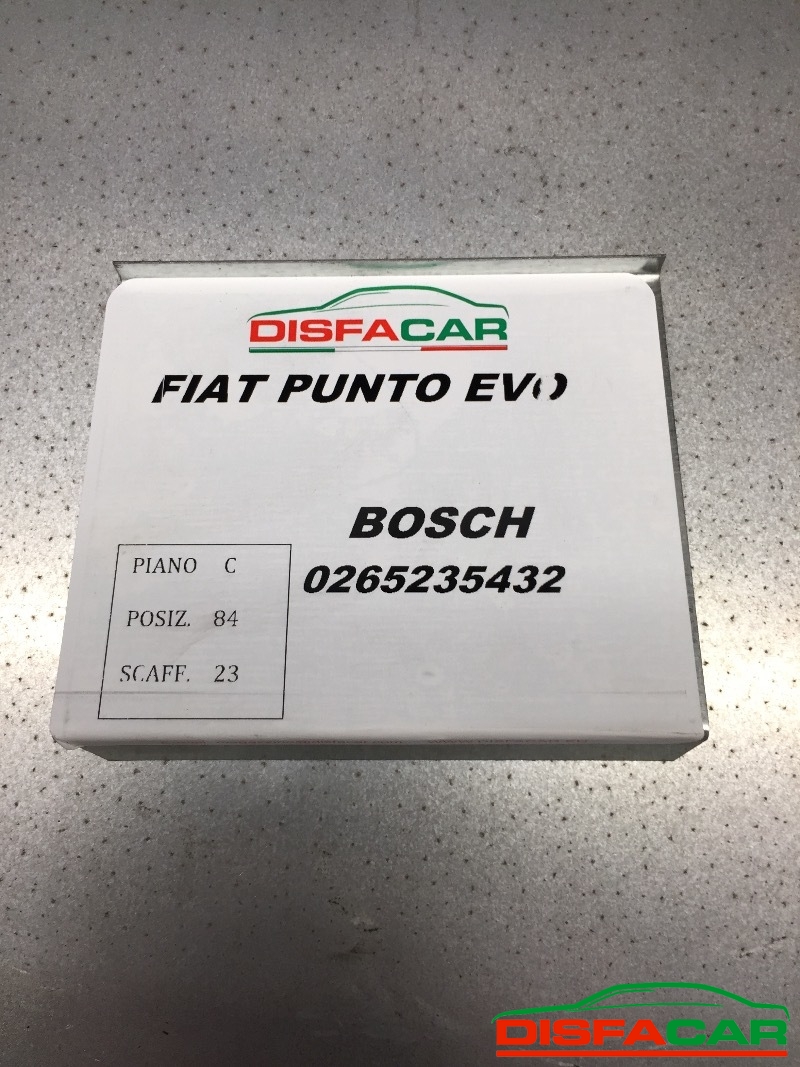 DISFACAR
FIAT PUNTO EVO
BOSCH
0265235432
PIANO C
POSIZ. 84
SCAFF. 23
DISFACAR